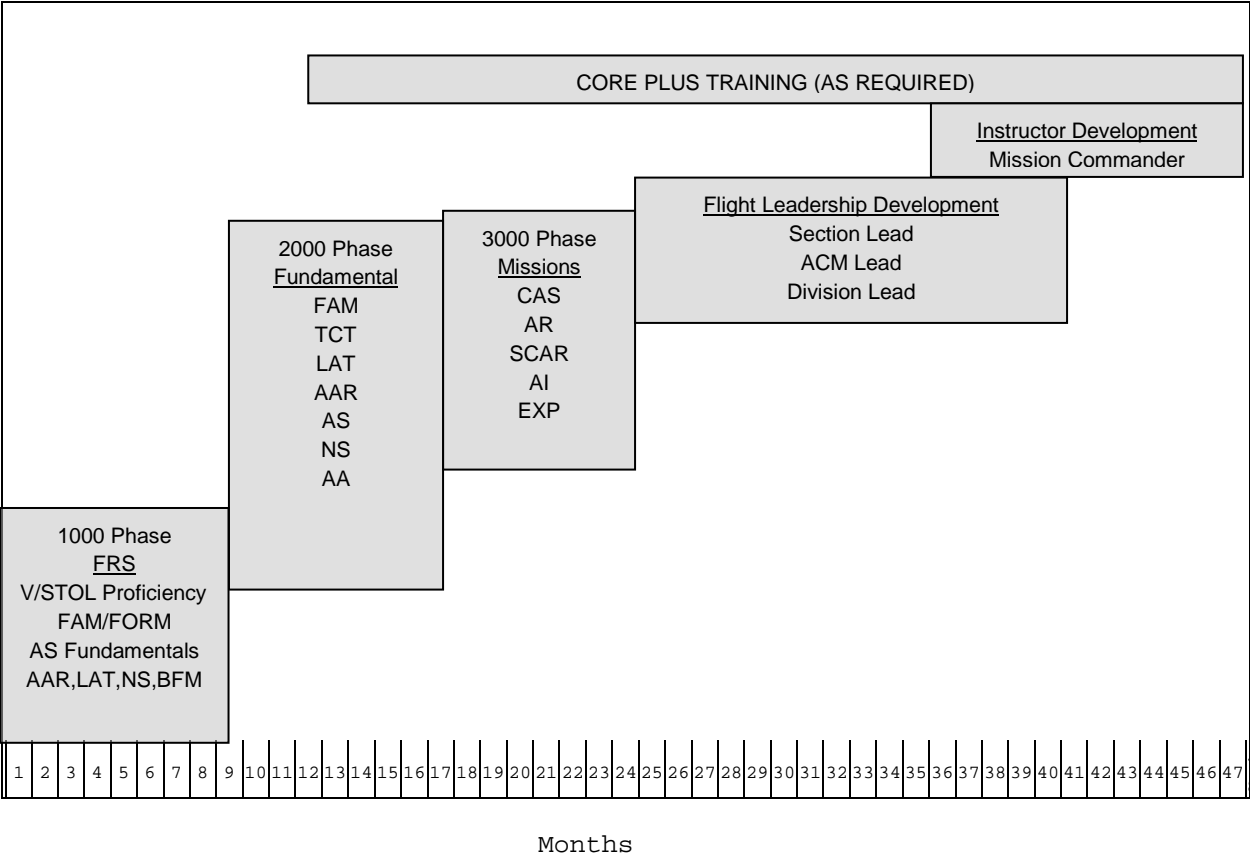 CORE PLUS TRAINING (AS REQUIRED)
Instructor Development
Mission Commander
Flight Leadership Development
Section Lead
ACM Lead
Division Lead
3000 Phase
Missions
CAS
AR
SCAR
AI
EXP
2000 Phase
Fundamental
FAM
TCT
LAT
AAR
AS
NS
AA
1000 Phase
FRS
V/STOL Proficiency
FAM/FORM
AS Fundamentals
AAR,LAT,NS,BFM
1 2 3 4 5 6 7 8 9 10 11 12 13 14 15 16 17 18 19 20 21 22 23 24 25 26 27 28 29 30 31 32 33 34 35 36 37 38 39 40 41 42 43 44 45 46 47
Months